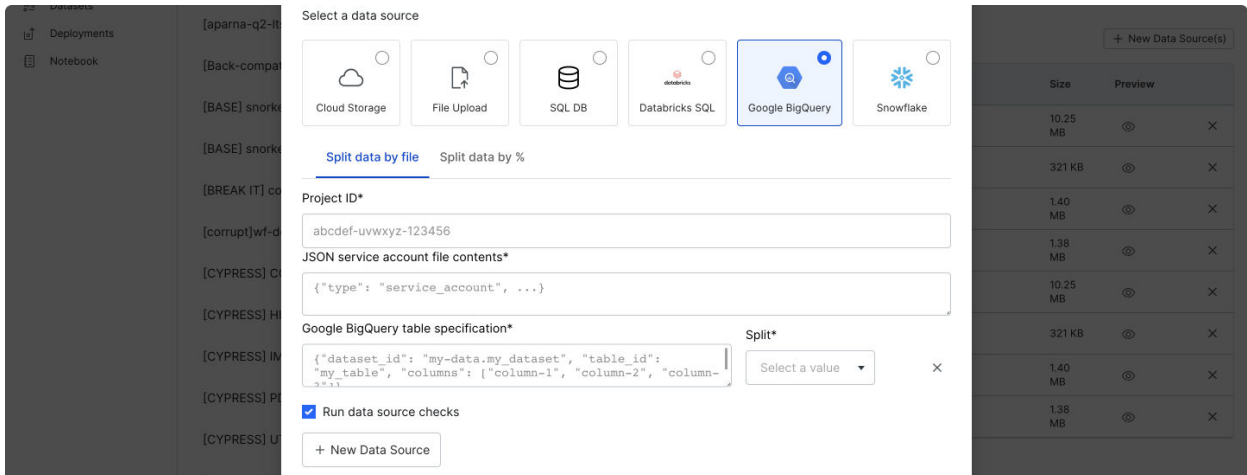 Datasets
Deployments
Notebook
[aparna-q2-lt
[Back-compat
[BASE] snorke
[BASE] snorke
[BREAK IT] co
[corrupt]wf-d
[CYPRESS] C
[CYPRESS] H
[CYPRESS] IM
[CYPRESS] P
[CYPRESS] U
Select a data source
Cloud Storage
File Upload
SQL DB
databricks
Databricks SQL
Google BigQuery
Snowflake
Split data by file Split data by %
Project ID*
abcdef-uvwxyz-123456
JSON service account file contents*
{"type": "service_account", ...}
Google BigQuery table specification*
{"dataset_id": "my-data.my_dataset", "table_id":
"my_table", "columns": ["column-1", "column-2", "column-
3"]}
Split*
Select a value
Run data source checks
+ New Data Source
+ New Data Source(s)
Size Preview
10.25
MB
321 KB
1.40
MB
1.38
MB
10.25
MB
321 KB
1.40
MB
1.38
MB